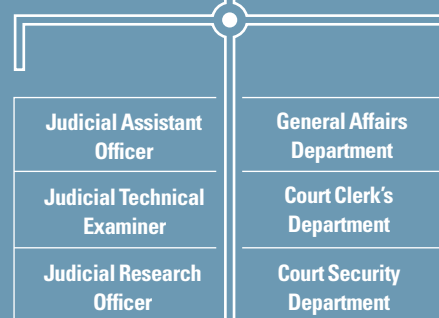 Judicial Assistant
Officer
Judicial Technical
Examiner
Judicial Research
Officer
General Affairs
Department
Court Clerk's
Department
Court Security
Department